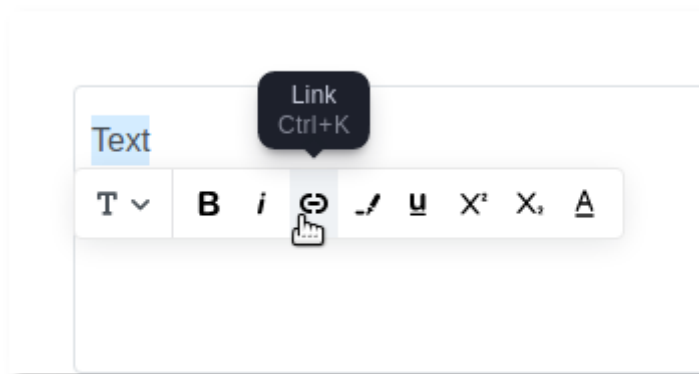 Link
Ctrl+K
Text
T B i U X² X₂ A